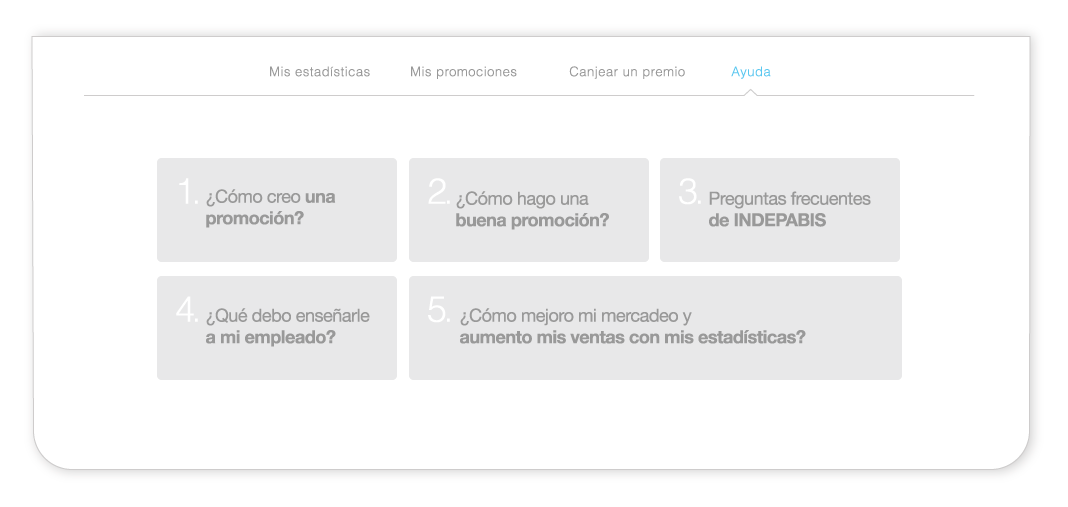 Mis estadísticas Mis promociones Canjear un premio Ayuda
1. ¿Cómo creo una
promoción?
2. ¿Cómo hago una
buena promoción?
3. Preguntas frecuentes
de INDEPABIS
4. ¿Qué debo enseñarle
a mi empleado?
5. ¿Cómo mejoro mi mercadeo y
aumento mis ventas con mis estadísticas?